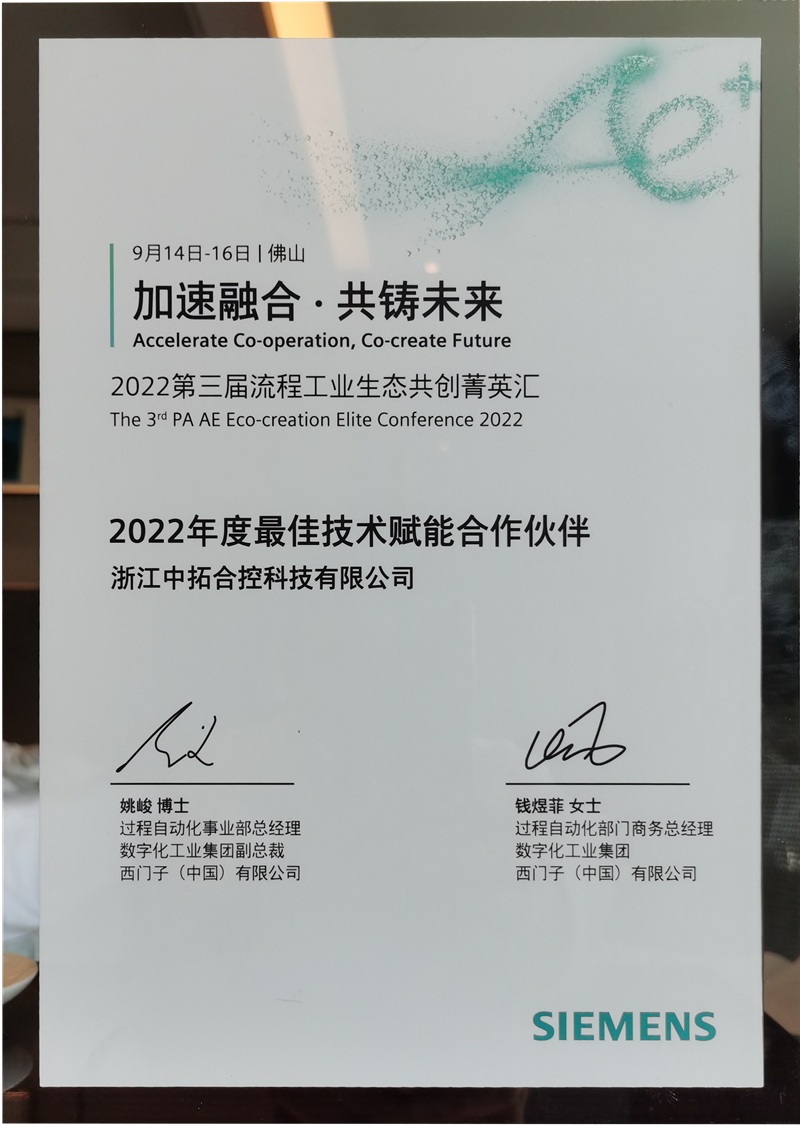 Ae+
9月14日-16日 | 佛山
加速融合 · 共铸未来
Accelerate Co-operation, Co-create Future
2022第三届流程工业生态共创菁英汇
The 3rd PA AE Eco-creation Elite Conference 2022
2022年度最佳技术赋能合作伙伴
浙江中拓合控科技有限公司
姚峻 博士
过程自动化事业部总经理
数字化工业集团副总裁
西门子（中国）有限公司
钱煜菲 女士
过程自动化部门商务总经理
数字化工业集团
西门子（中国）有限公司
SIEMENS